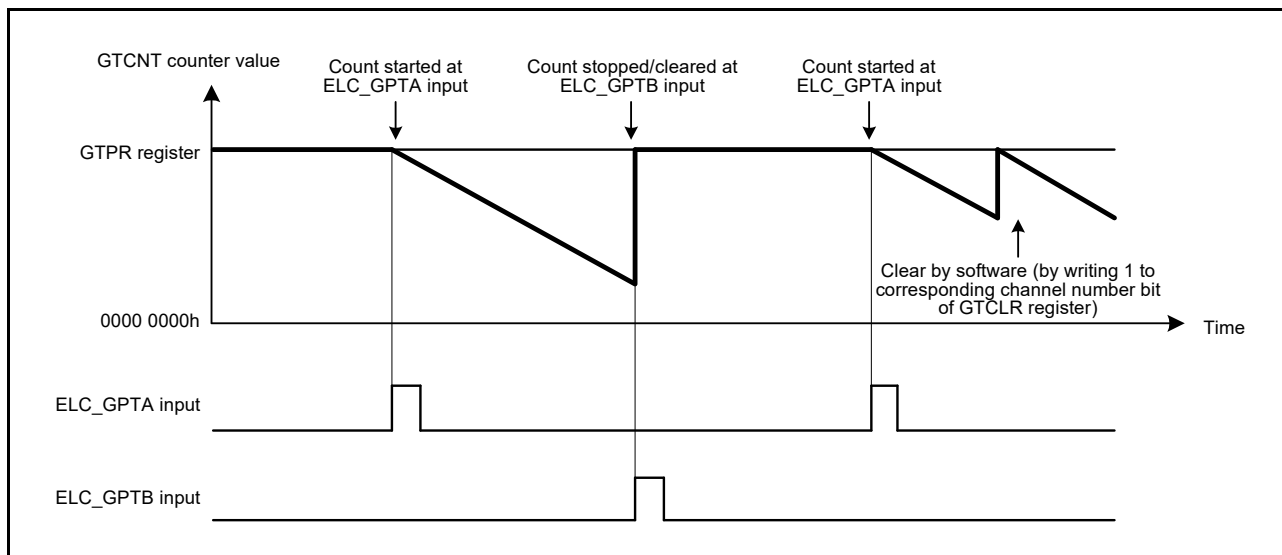 GTCNT counter value
Count started at
ELC_GPTA input
Count stopped/cleared at
ELC_GPTB input
Count started at
ELC_GPTA input
GTPR register
Clear by software (by writing 1 to
corresponding channel number bit
of GTCLR register)
0000 0000h
Time
ELC_GPTA input
ELC_GPTB input